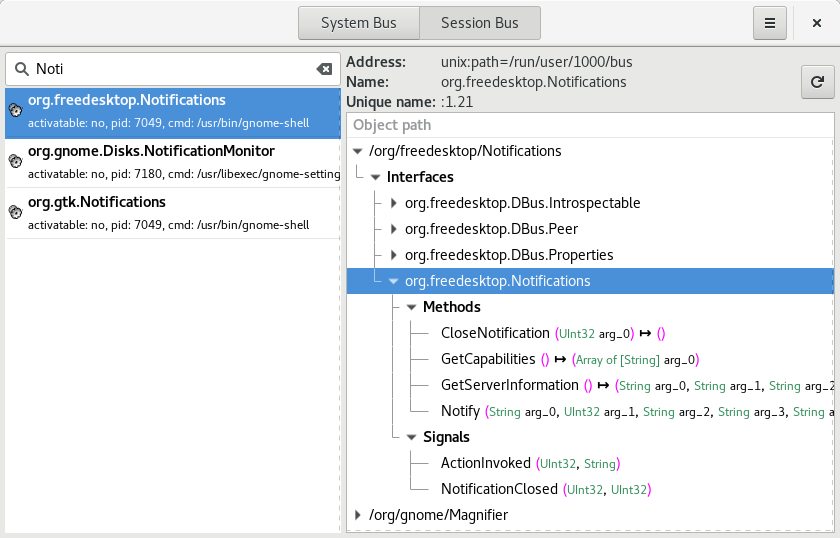 System Bus
Session Bus
Noti
org.freedesktop.Notifications
activatable: no, pid: 7049, cmd: /usr/bin/gnome-shell
org.gnome.Disks.NotificationMonitor
activatable: no, pid: 7180, cmd: /usr/libexec/gnome-setting
org.gtk.Notifications
activatable: no, pid: 7049, cmd: /usr/bin/gnome-shell
Address: unix:path=/run/user/1000/bus
Name: org.freedesktop.Notifications
Unique name: :1.21
Object path
/org/freedesktop/Notifications
Interfaces
org.freedesktop.DBus.Introspectable
org.freedesktop.DBus.Peer
org.freedesktop.DBus.Properties
org.freedesktop.Notifications
Methods
CloseNotification (UInt32 arg_0) ↦ ()
GetCapabilities () ↦ (Array of [String] arg_0)
GetServerInformation () ↦ (String arg_0, String arg_1, String arg_2
Notify (String arg_0, UInt32 arg_1, String arg_2, String arg_3, String a
Signals
ActionInvoked (UInt32, String)
NotificationClosed (UInt32, UInt32)
/org/gnome/Magnifier